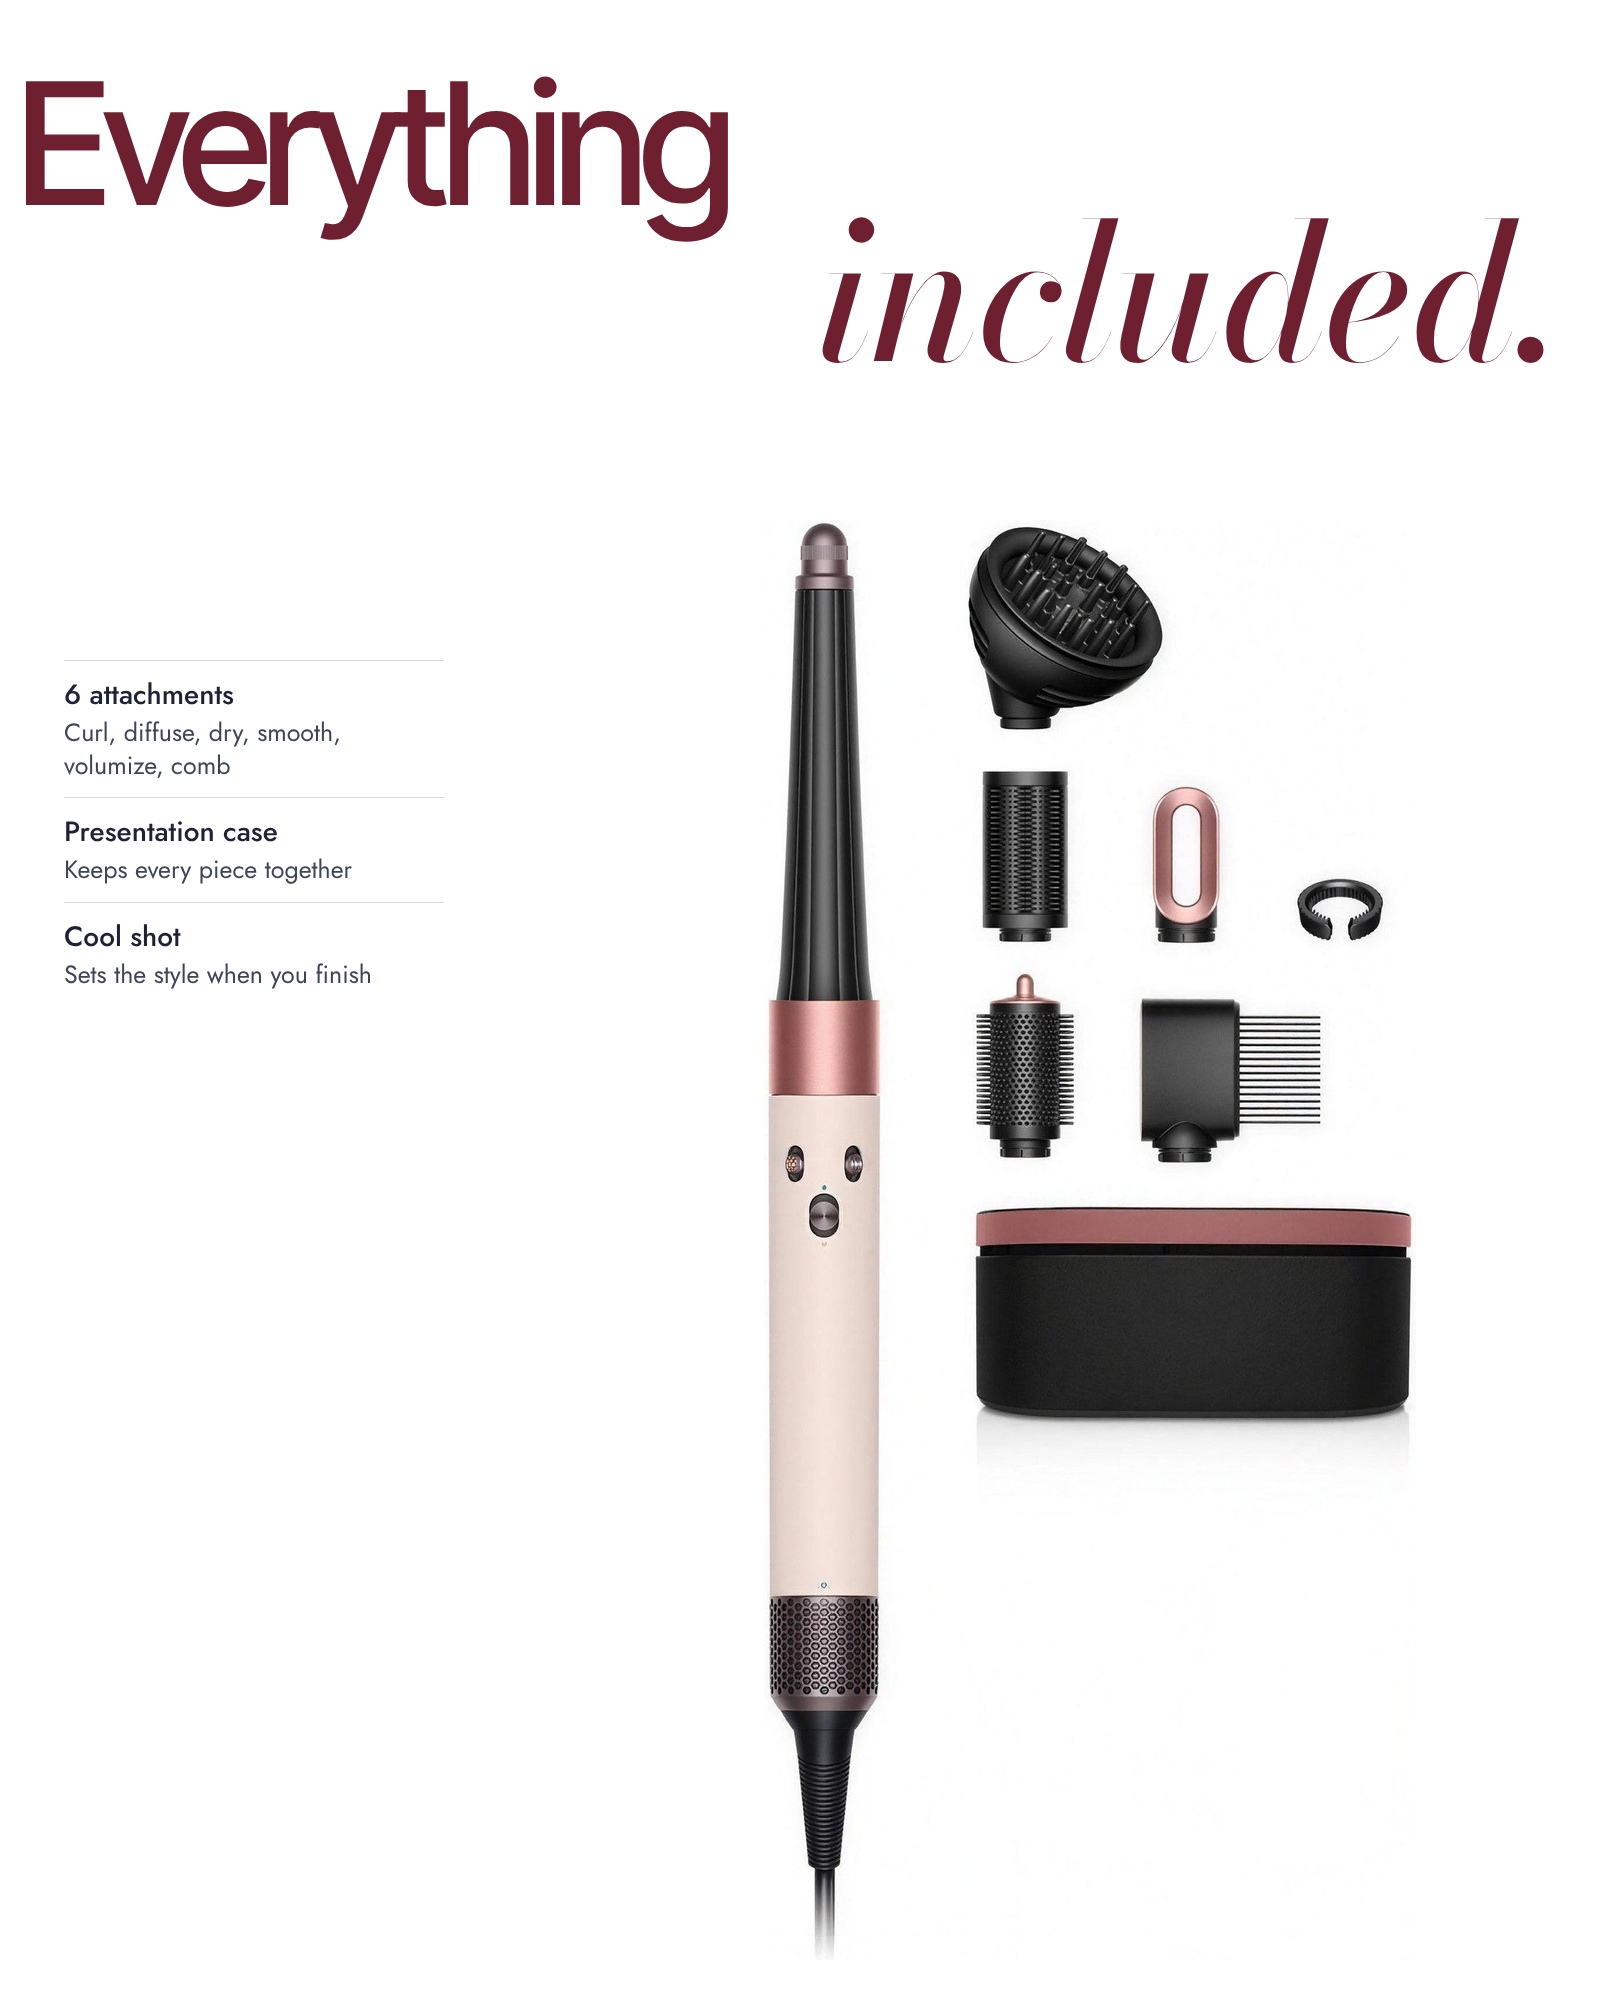 Everything
included.
6 attachments
Curl, diffuse, dry, smooth,
volumize, comb
Presentation case
Keeps every piece together
Cool shot
Sets the style when you finish